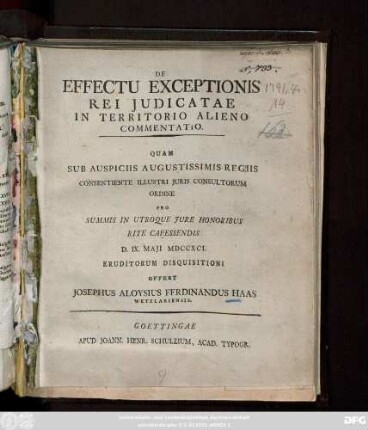 DE
EFFECTU EXCEPTIONIS
REI JUDICATAE
IN TERRITORIO ALIENO
COMMENTATIO.
QUAM
SUB AUSPICIIS AUGUSTISSIMIS REGIIS
CONSENTIENTE ILLUSTRI JURIS CONSULTORUM
ORDINE
PRO
SUMMIS IN UTROQUE JURE HONORIBUS
RITE CAPESSENDIS
D. IX. MAJI MDCCXCI.
ERUDITORUM DISQUISITIONI
OFFERT
JOSEPHUS ALOYSIUS FERDINANDUS HAAS
WETZLARIENSIS.
GOETTINGAE
APUD JOANN. HENR. SCHULZIUM, ACAD. TYPOGR.
DFG